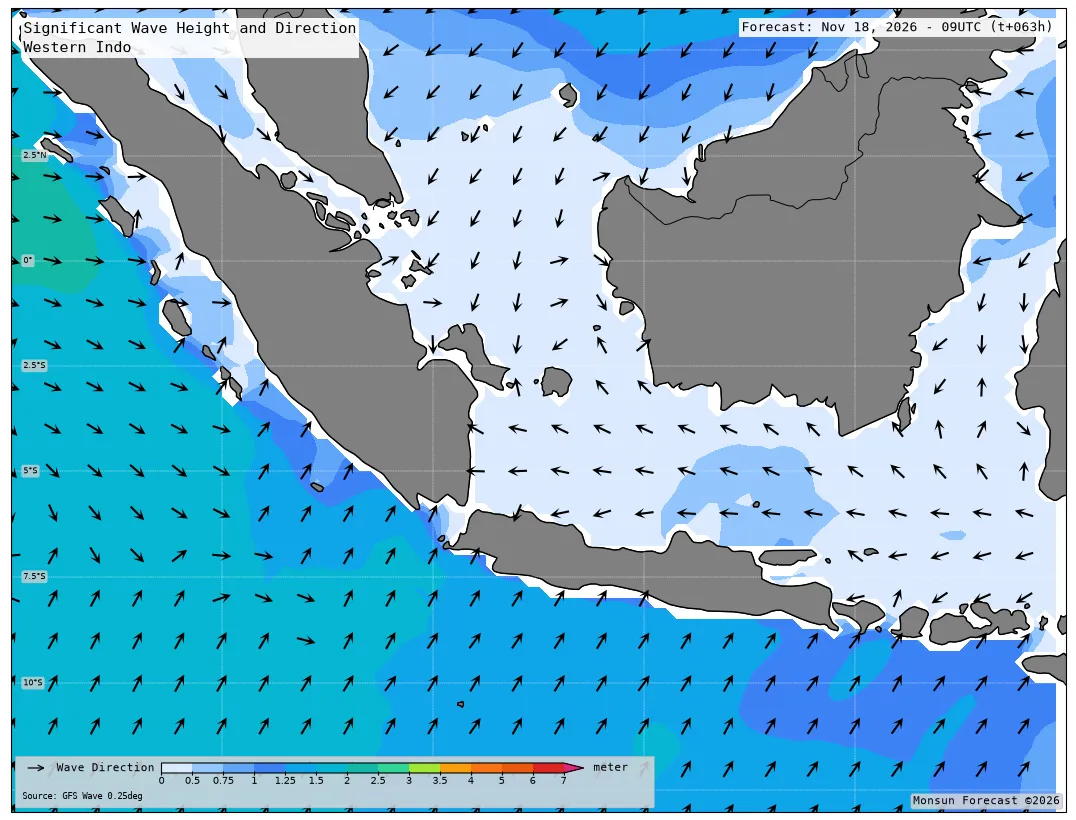 Significant Wave Height and Direction
Western Indo
Forecast: Nov 18, 2026 - 09UTC (t+063h)
2.5°N
0°
2.5°S
5°S
7.5°S
10°S
Wave Direction
0 0.5 0.75 1 1.25 1.5 2 2.5 3 3.5 4 5 6 7
meter
Source: GFS Wave 0.25deg
Monsun Forecast ©2026